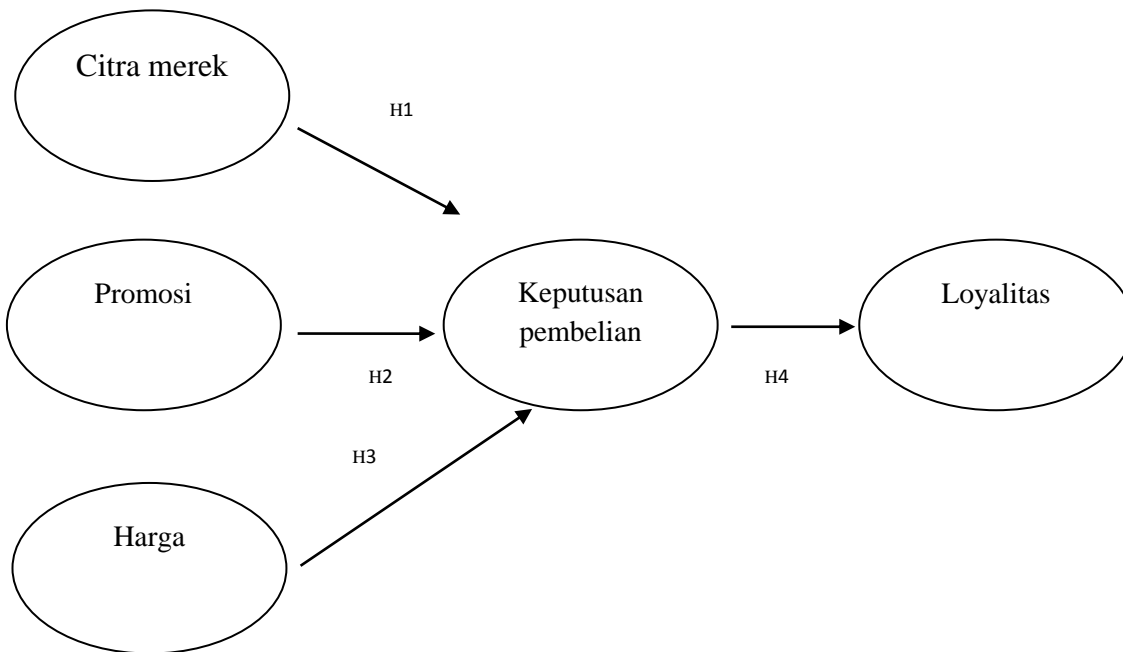 Citra merek
H1
Promosi
H2
Keputusan
pembelian
H4
Loyalitas
H3
Harga